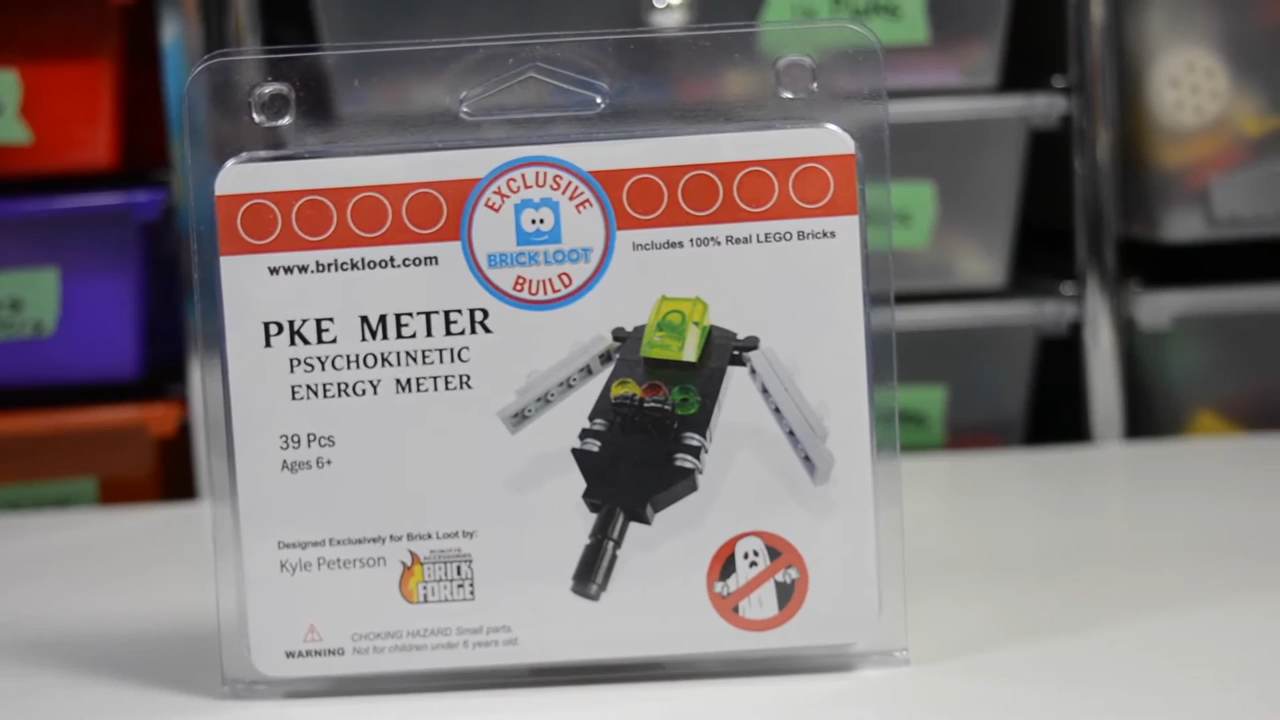 EXCLUSIVE
BRICK LOOT
BUILD
www.brickloot.com
Includes 100% Real LEGO Bricks
PKE METER
PSYCHOKINETIC
ENERGY METER
39 Pcs
Ages 6+
Designed Exclusively for Brick Loot by:
Kyle Peterson
BRICK
FORGE
WARNING
CHOKING HAZARD Small parts.
Not for children under 6 years old.